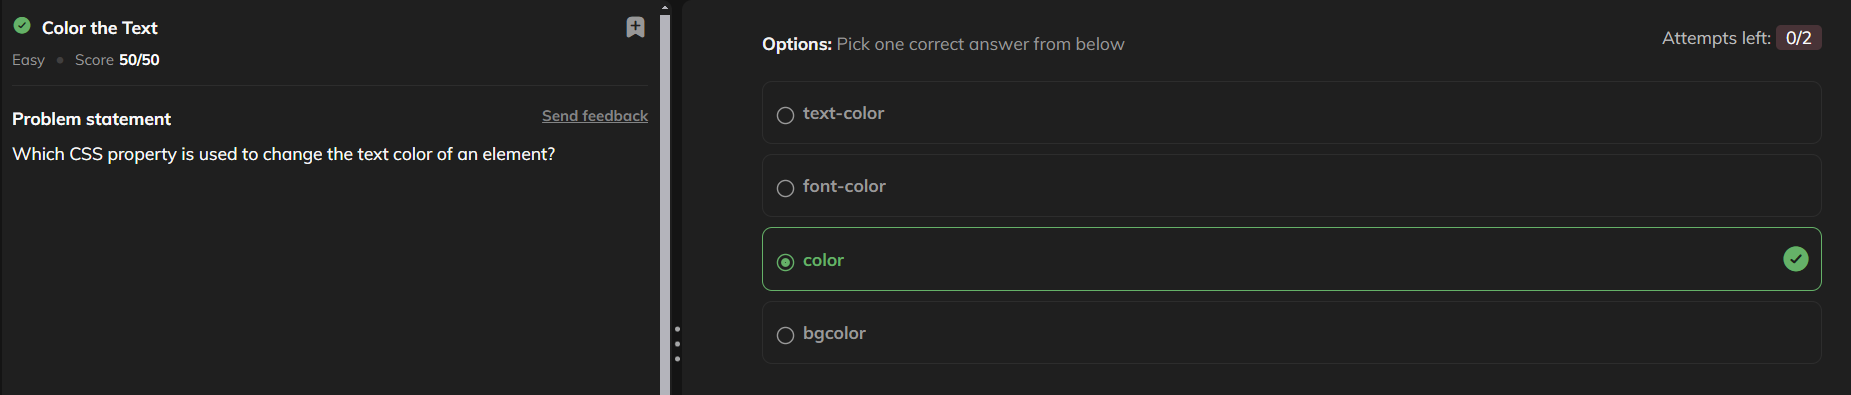 Color the Text
Easy • Score 50/50
Problem statement
Send feedback
Which CSS property is used to change the text color of an element?
Options: Pick one correct answer from below
Attempts left: 0/2
text-color
font-color
color
bgcolor